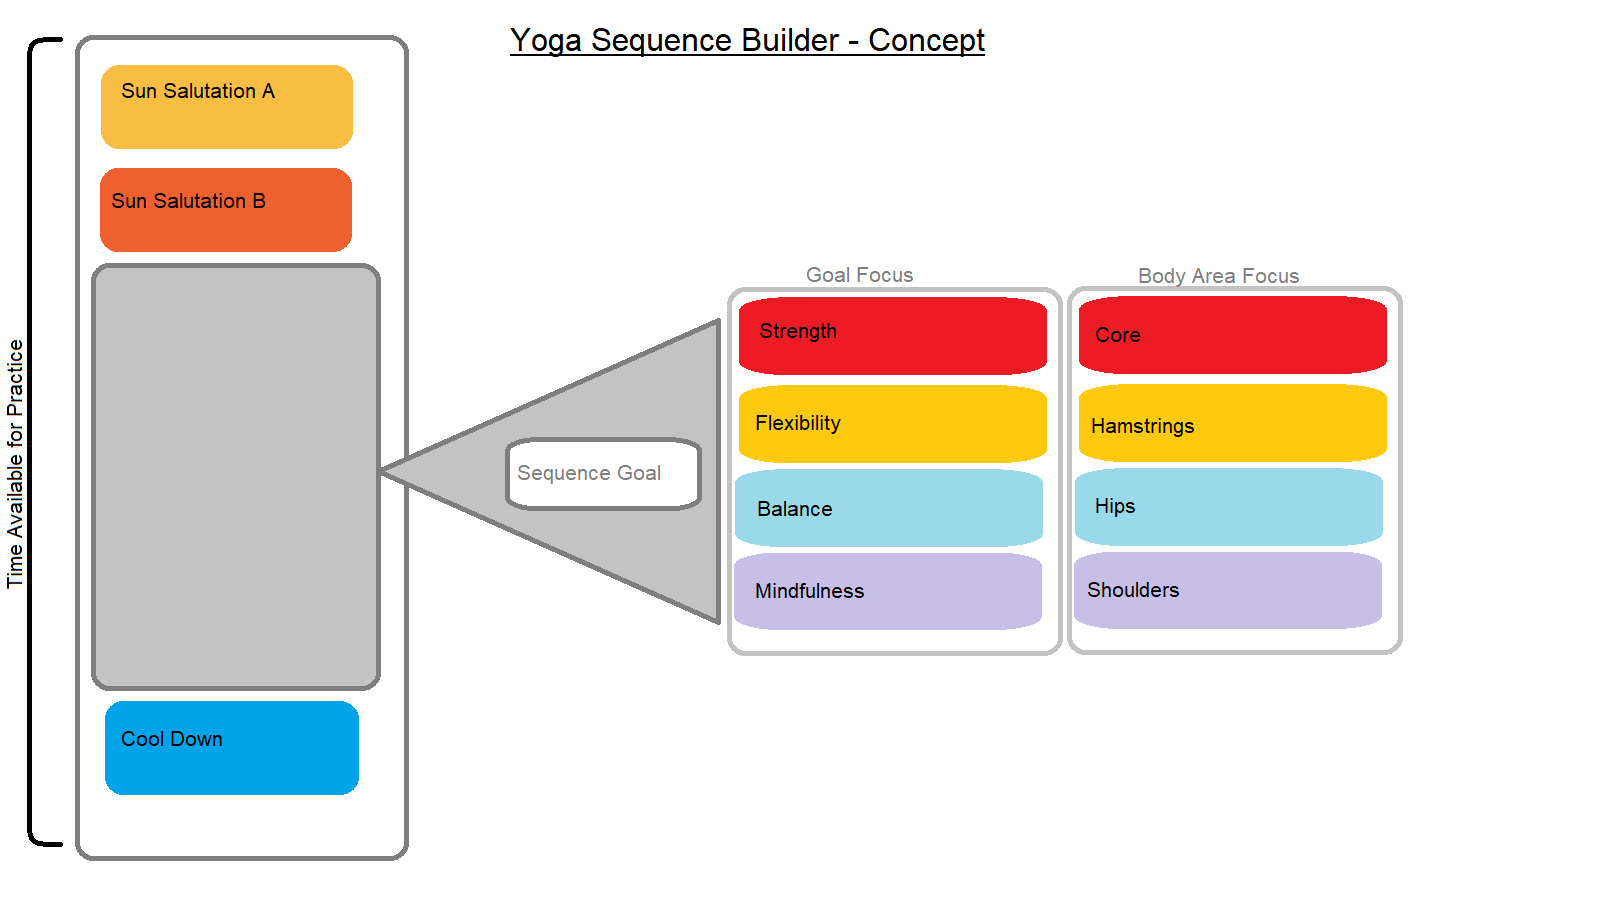 Yoga Sequence Builder - Concept
Time Available for Practice
Sun Salutation A
Sun Salutation B
Cool Down
Sequence Goal
Goal Focus
Strength
Flexibility
Balance
Mindfulness
Body Area Focus
Core
Hamstrings
Hips
Shoulders